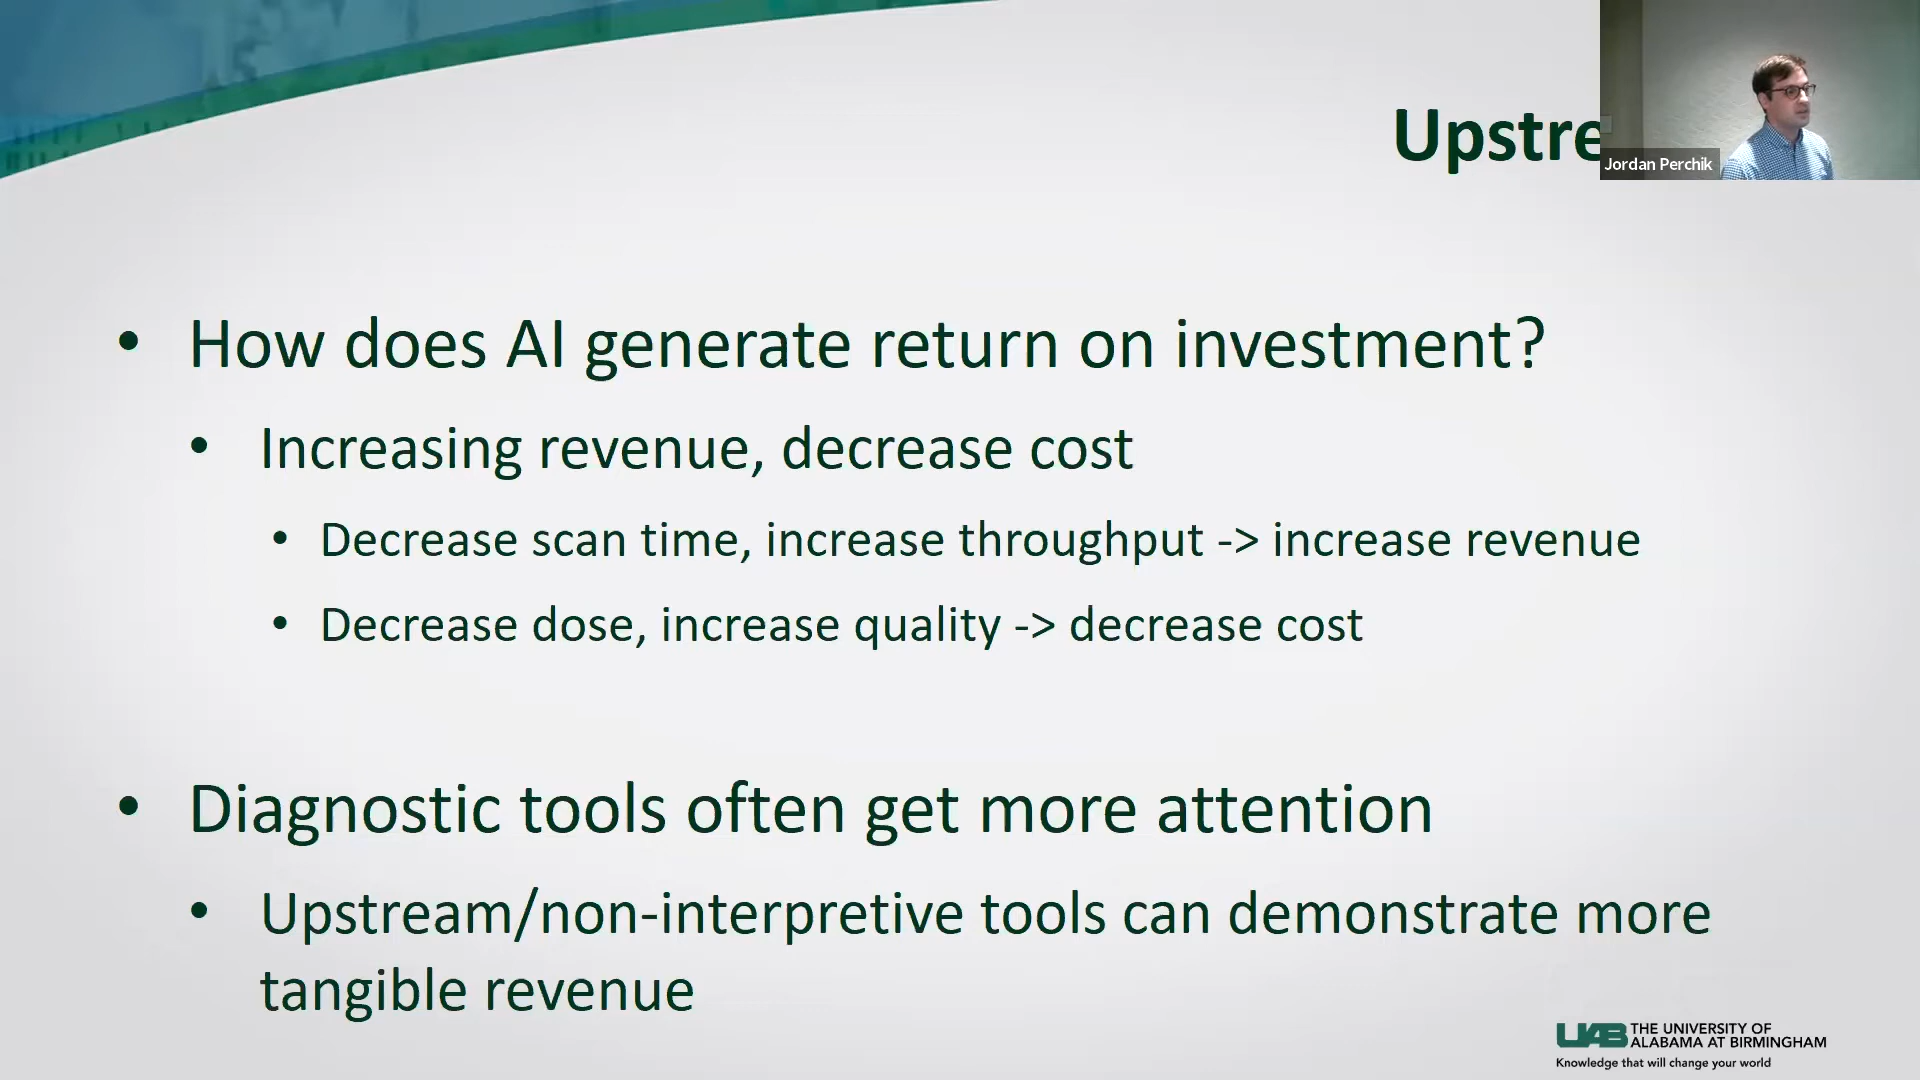 Upstre
Jordan Perchik
• How does AI generate return on investment?
• Increasing revenue, decrease cost
• Decrease scan time, increase throughput -> increase revenue
• Decrease dose, increase quality -> decrease cost
• Diagnostic tools often get more attention
• Upstream/non-interpretive tools can demonstrate more
tangible revenue
UAB THE UNIVERSITY OF
ALABAMA AT BIRMINGHAM
Knowledge that will change your world